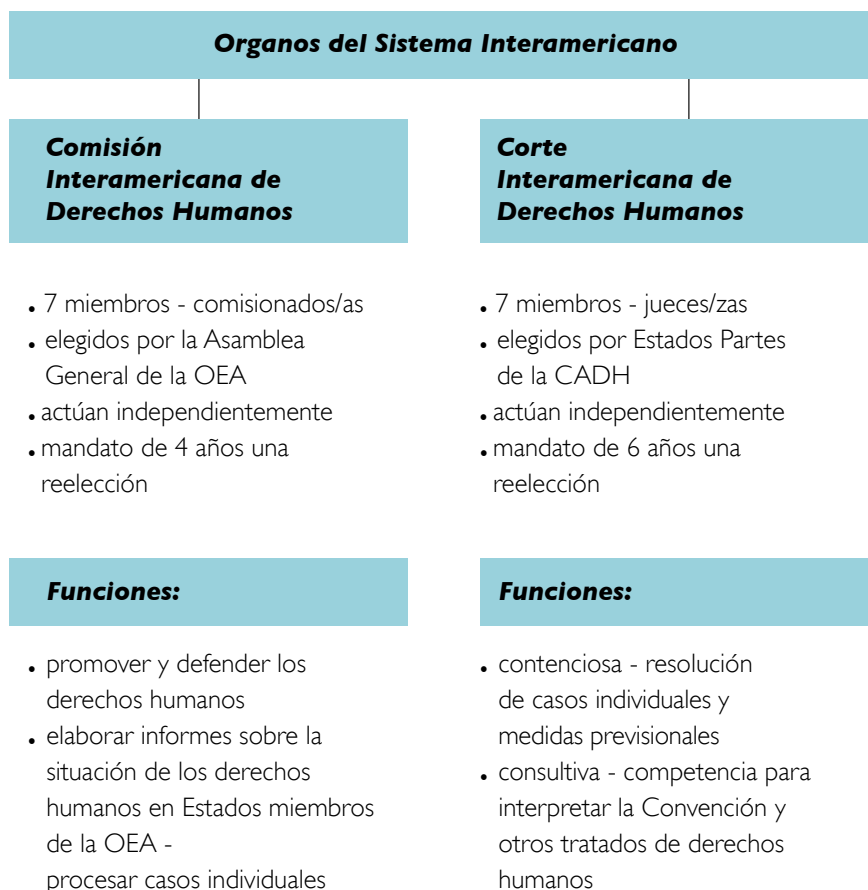 Organos del Sistema Interamericano
Comisión
Interamericana de
Derechos Humanos
. 7 miembros - comisionados/as
. elegidos por la Asamblea
General de la OEA
. actúan independientemente
. mandato de 4 años una
reelección
Funciones:
. promover y defender los
derechos humanos
. elaborar informes sobre la
situación de los derechos
humanos en Estados miembros
de la OEA -
procesar casos individuales
Corte
Interamericana de
Derechos Humanos
. 7 miembros - jueces/zas
. elegidos por Estados Partes
de la CADH
. actúan independientemente
. mandato de 6 años una
reelección
Funciones:
. contenciosa - resolución
de casos individuales y
medidas previsionales
. consultiva - competencia para
interpretar la Convención y
otros tratados de derechos
humanos